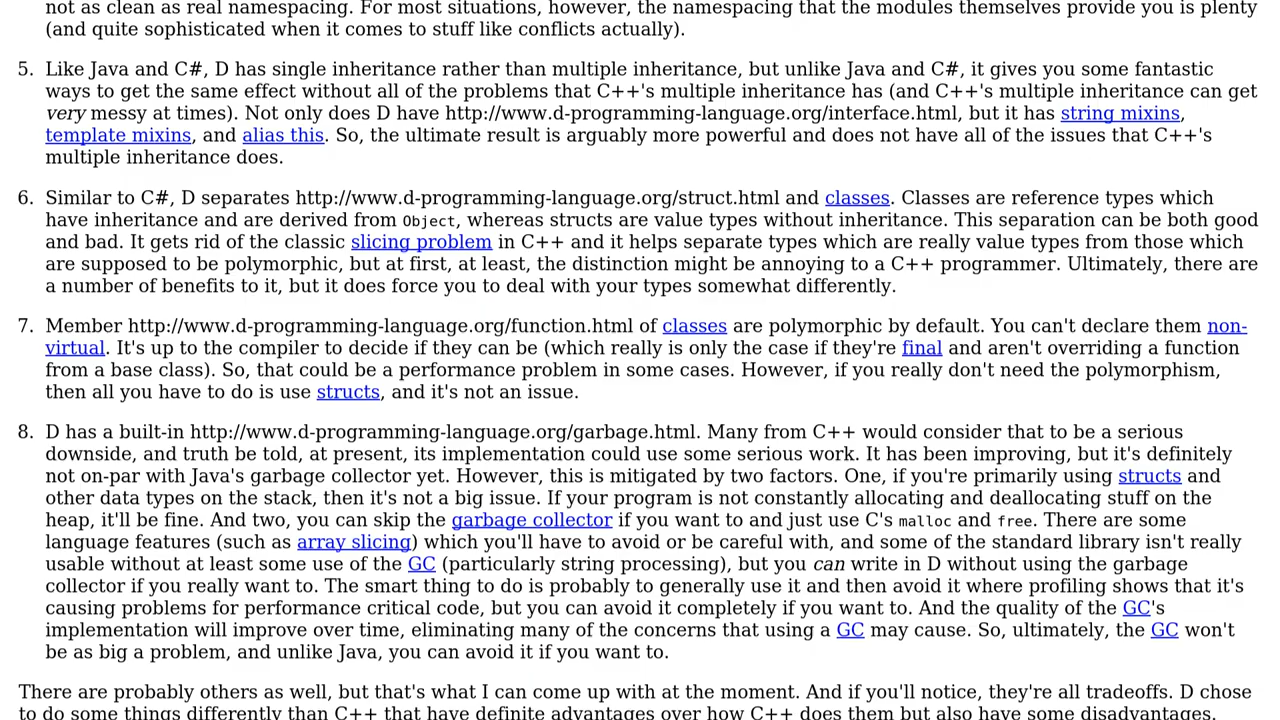 not as clean as real namespacing. For most situations, however, the namespacing that the modules themselves provide you is plenty
(and quite sophisticated when it comes to stuff like conflicts actually).
5. Like Java and C#, D has single inheritance rather than multiple inheritance, but unlike Java and C#, it gives you some fantastic
ways to get the same effect without all of the problems that C++'s multiple inheritance has (and C++'s multiple inheritance can get
very messy at times). Not only does D have http://www.d-programming-language.org/interface.html, but it has string mixins,
template mixins, and alias this. So, the ultimate result is arguably more powerful and does not have all of the issues that C++'s
multiple inheritance does.
6. Similar to C#, D separates http://www.d-programming-language.org/struct.html and classes. Classes are reference types which
have inheritance and are derived from Object, whereas structs are value types without inheritance. This separation can be both good
and bad. It gets rid of the classic slicing problem in C++ and it helps separate types which are really value types from those which
are supposed to be polymorphic, but at first, at least, the distinction might be annoying to a C++ programmer. Ultimately, there are
a number of benefits to it, but it does force you to deal with your types somewhat differently.
7. Member http://www.d-programming-language.org/function.html of classes are polymorphic by default. You can't declare them non-
virtual. It's up to the compiler to decide if they can be (which really is only the case if they're final and aren't overriding a function
from a base class). So, that could be a performance problem in some cases. However, if you really don't need the polymorphism,
then all you have to do is use structs, and it's not an issue.
8. D has a built-in http://www.d-programming-language.org/garbage.html. Many from C++ would consider that to be a serious
downside, and truth be told, at present, its implementation could use some serious work. It has been improving, but it's definitely
not on-par with Java's garbage collector yet. However, this is mitigated by two factors. One, if you're primarily using structs and
other data types on the stack, then it's not a big issue. If your program is not constantly allocating and deallocating stuff on the
heap, it'll be fine. And two, you can skip the garbage collector if you want to and just use C's malloc and free. There are some
language features (such as array slicing) which you'll have to avoid or be careful with, and some of the standard library isn't really
usable without at least some use of the GC (particularly string processing), but you can write in D without using the garbage
collector if you really want to. The smart thing to do is probably to generally use it and then avoid it where profiling shows that it's
causing problems for performance critical code, but you can avoid it completely if you want to. And the quality of the GC's
implementation will improve over time, eliminating many of the concerns that using a GC may cause. So, ultimately, the GC won't
be as big a problem, and unlike Java, you can avoid it if you want to.
There are probably others as well, but that's what I can come up with at the moment. And if you'll notice, they're all tradeoffs. D chose
to do some things differently than C++ that have definite advantages over how C++ does them but also have some disadvantages.